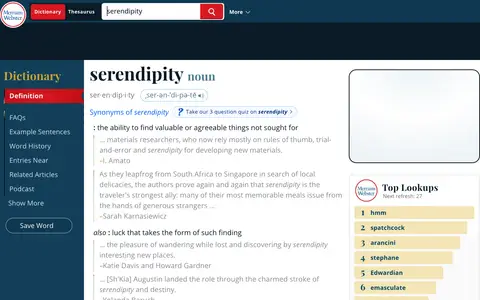 Merriam-Webster
Dictionary
Thesaurus
serendipity
More
Dictionary
Definition
FAQs
Example Sentences
Word History
Entries Near
Related Articles
Podcast
Show More
Save Word
serendipity noun
ser·en·dip·i·ty
ˌser-ən-ˈdi-pə-tē
Synonyms of serendipity
? Take our 3 question quiz on serendipity >
: the ability to find valuable or agreeable things not sought for
... materials researchers, who now rely mostly on rules of thumb, trial-
and-error and serendipity for developing new materials.
–I. Amato
As they leapfrog from South Africa to Singapore in search of local
delicacies, the authors prove again and again that serendipity is the
traveler's strongest ally: many of their most memorable meals issue from
the hands of generous strangers ...
–Sarah Karnasiewicz
also : luck that takes the form of such finding
... the pleasure of wandering while lost and discovering by serendipity
interesting new places.
–Katie Davis and Howard Gardner
... [Sh'Kia] Augustin landed the role through the charmed stroke of
serendipity and destiny.
Merriam-Webster
Top Lookups
Next refresh: 27
1 hmm
2 spatchcock
3 arancini
4 stephane
5 Edwardian
6 emasculate